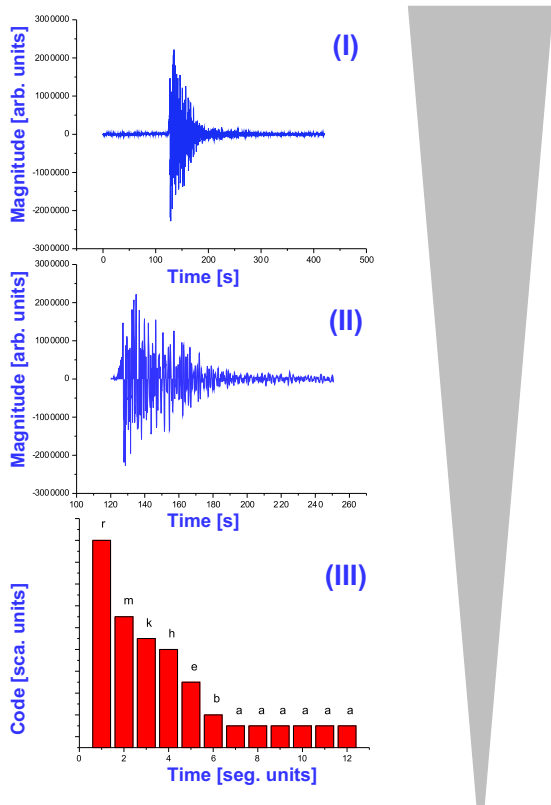 (I)
Magnitude [arb. units]
3000000
2000000
1000000
0
-1000000
-2000000
-3000000
0 100 200 300 400 500
Time [s]
(II)
Magnitude [arb. units]
3000000
2000000
1000000
0
-1000000
-2000000
-3000000
100 120 140 160 180 200 220 240 260
Time [s]
(III)
Code [sca. units]
r
m
k
h
e
b
a a a a a a
0 2 4 6 8 10 12
Time [seg. units]